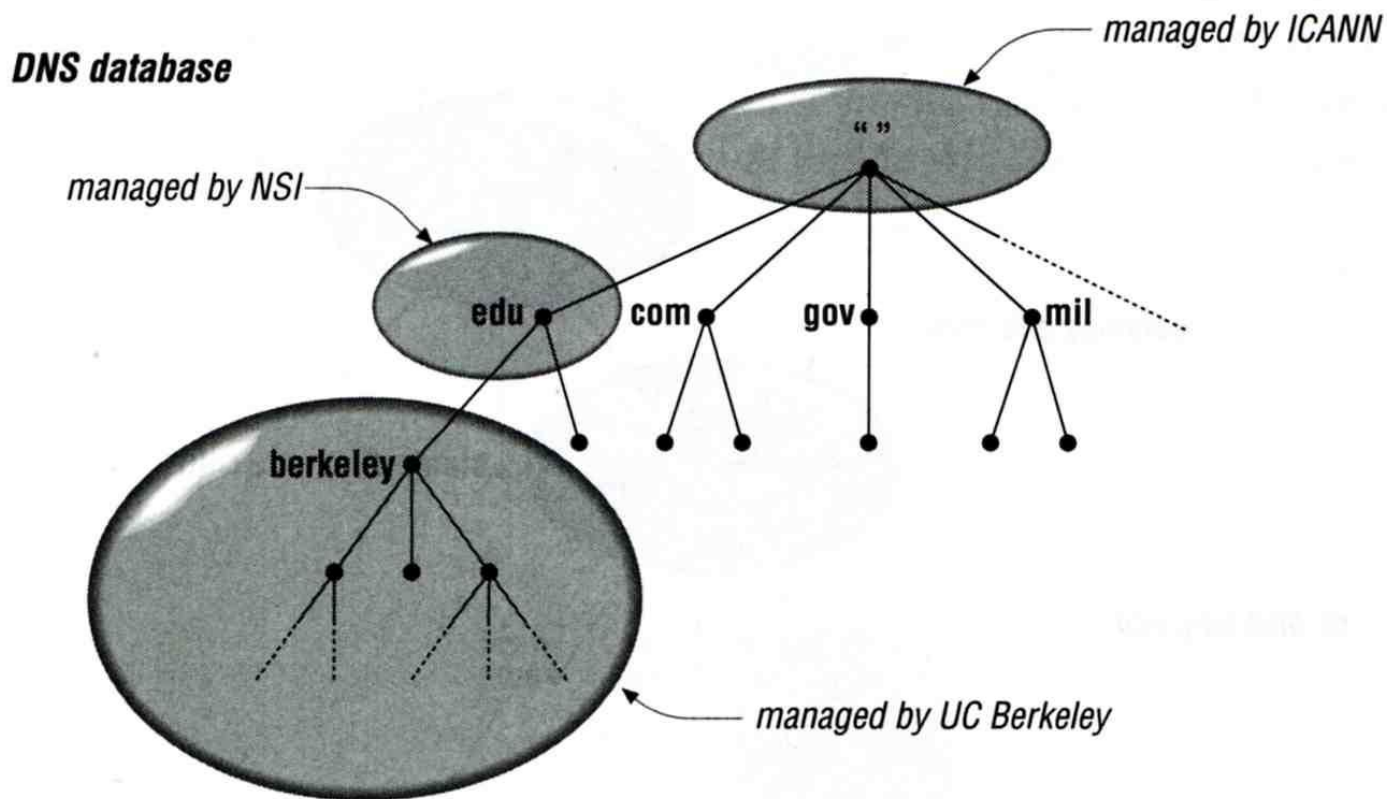 managed by ICANN
DNS database
“ ”
managed by NSI
edu
com
gov
mil
berkeley
managed by UC Berkeley